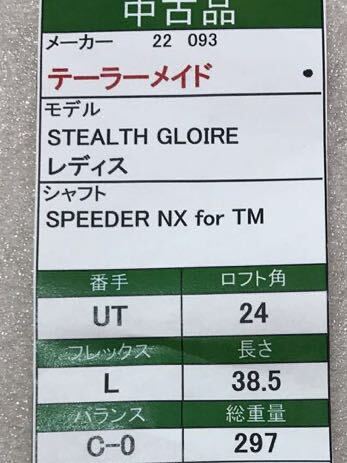 中古品
メーカー 22 093
テーラーメイド ●
モデル
STEALTH GLOIRE
レディス
シャフト
SPEEDER NX for TM
番手 ロフト角
UT 24
フレックス 長さ
L 38.5
バランス 総重量
C-0 297